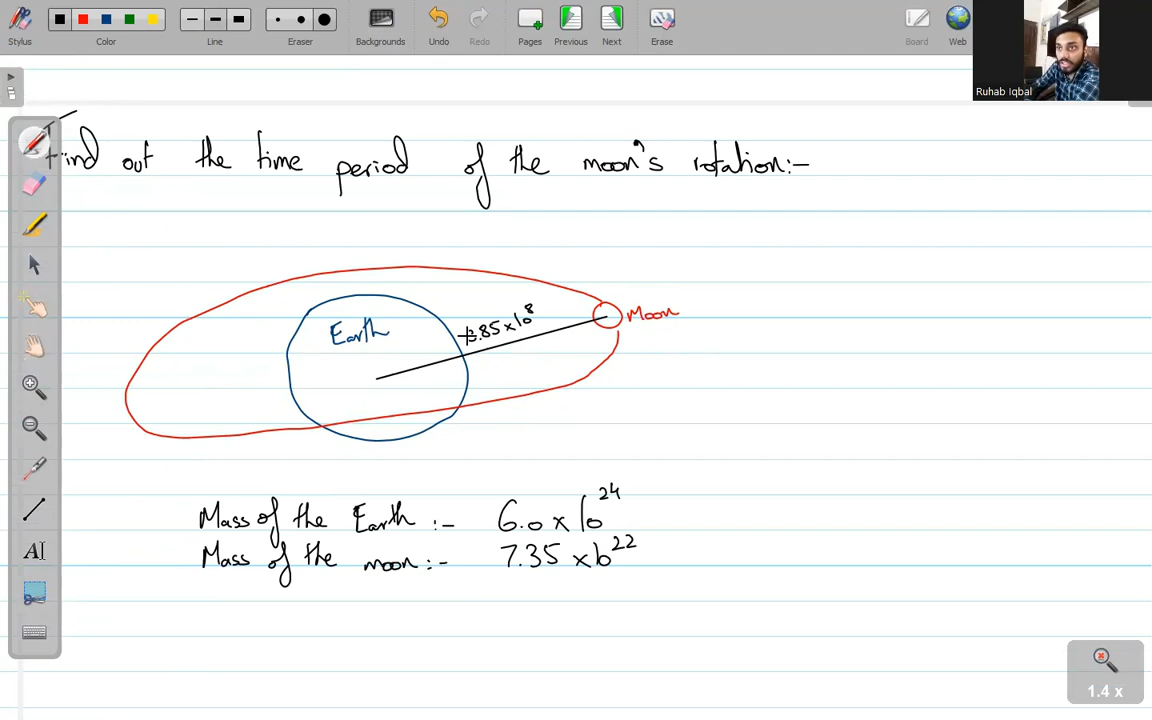 Stylus Color Line Eraser Backgrounds Undo Redo Pages Previous Next Erase Board Web
Ruhab Iqbal
Find out the time period of the moon's rotation:-
Earth
3.85 x 10^8
Moon
Mass of the Earth :- 6.0 x 10^24
Mass of the moon :- 7.35 x 10^22
1.4 x